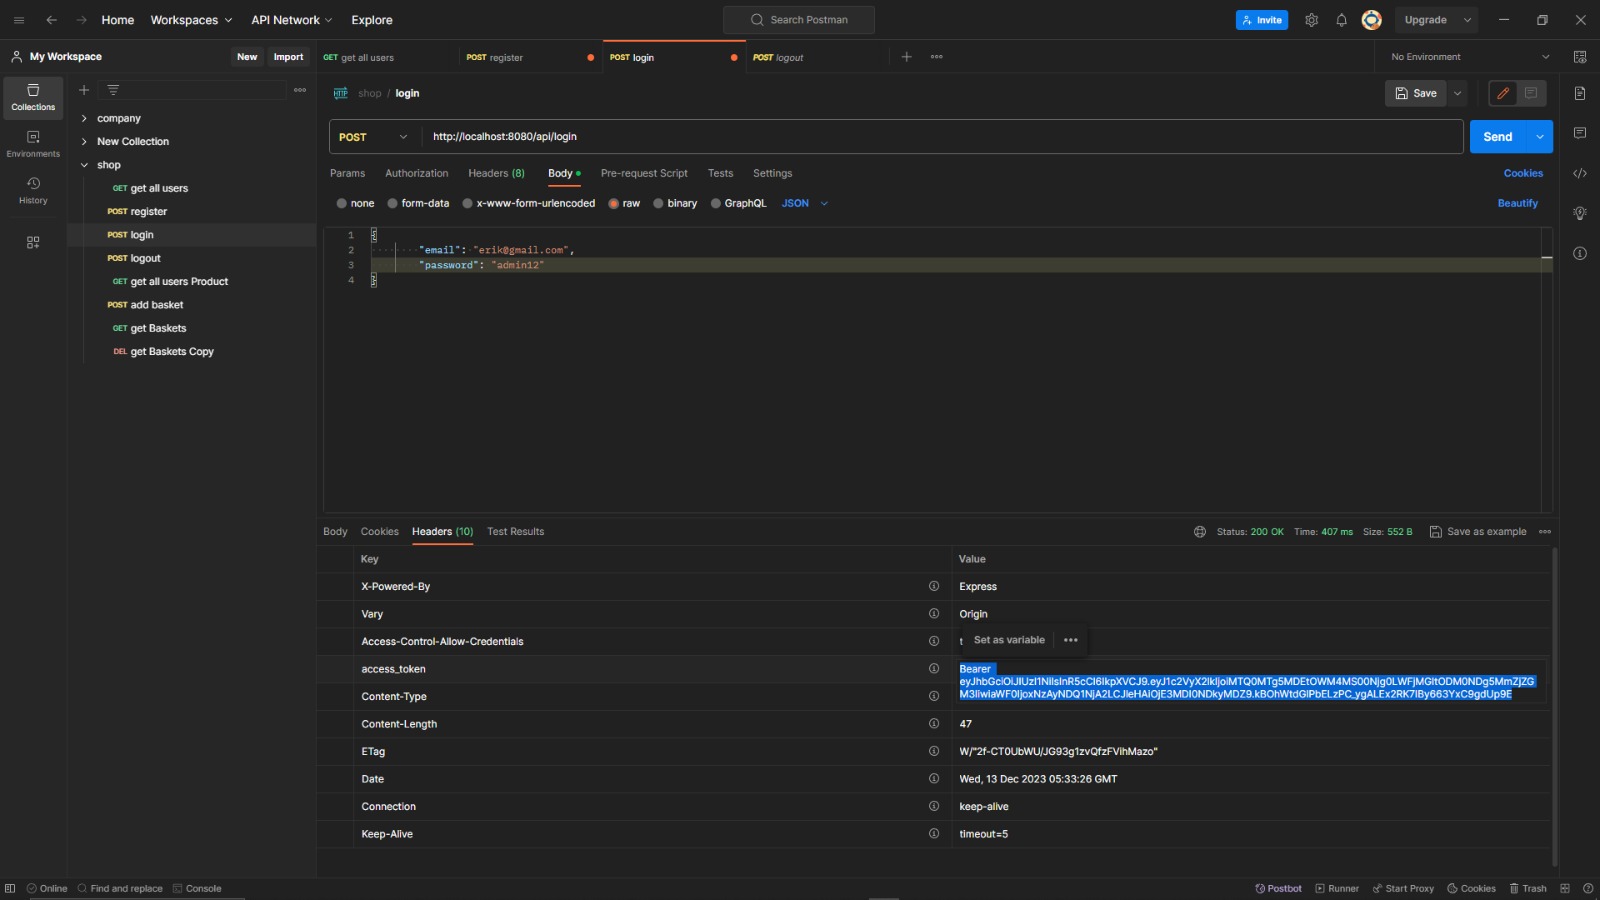 Home Workspaces API Network Explore Search Postman Invite Upgrade
My Workspace New Import GET get all users POST register POST login POST logout No Environment
Collections
Environments
History
company
New Collection
shop
GET get all users
POST register
POST login
POST logout
GET get all users Product
POST add basket
GET get Baskets
DEL get Baskets Copy
HTTP shop / login Save
POST http://localhost:8080/api/login Send
Params Authorization Headers (8) Body Pre-request Script Tests Settings Cookies
none form-data x-www-form-urlencoded raw binary GraphQL JSON Beautify
1 {
2 "email": "erik@gmail.com",
3 "password": "admin12"
4 }
Body Cookies Headers (10) Test Results Status: 200 OK Time: 407 ms Size: 552 B Save as example
Key Value
X-Powered-By Express
Vary Origin
Access-Control-Allow-Credentials t
Set as variable
access_token Bearer
Content-Type
Content-Length 47
ETag W/"2f-CT0UbWU/JG93g1zvQfzFVihMazo"
Date Wed, 13 Dec 2023 05:33:26 GMT
Connection keep-alive
Keep-Alive timeout=5
Online Find and replace Console Postbot Runner Start Proxy Cookies Trash